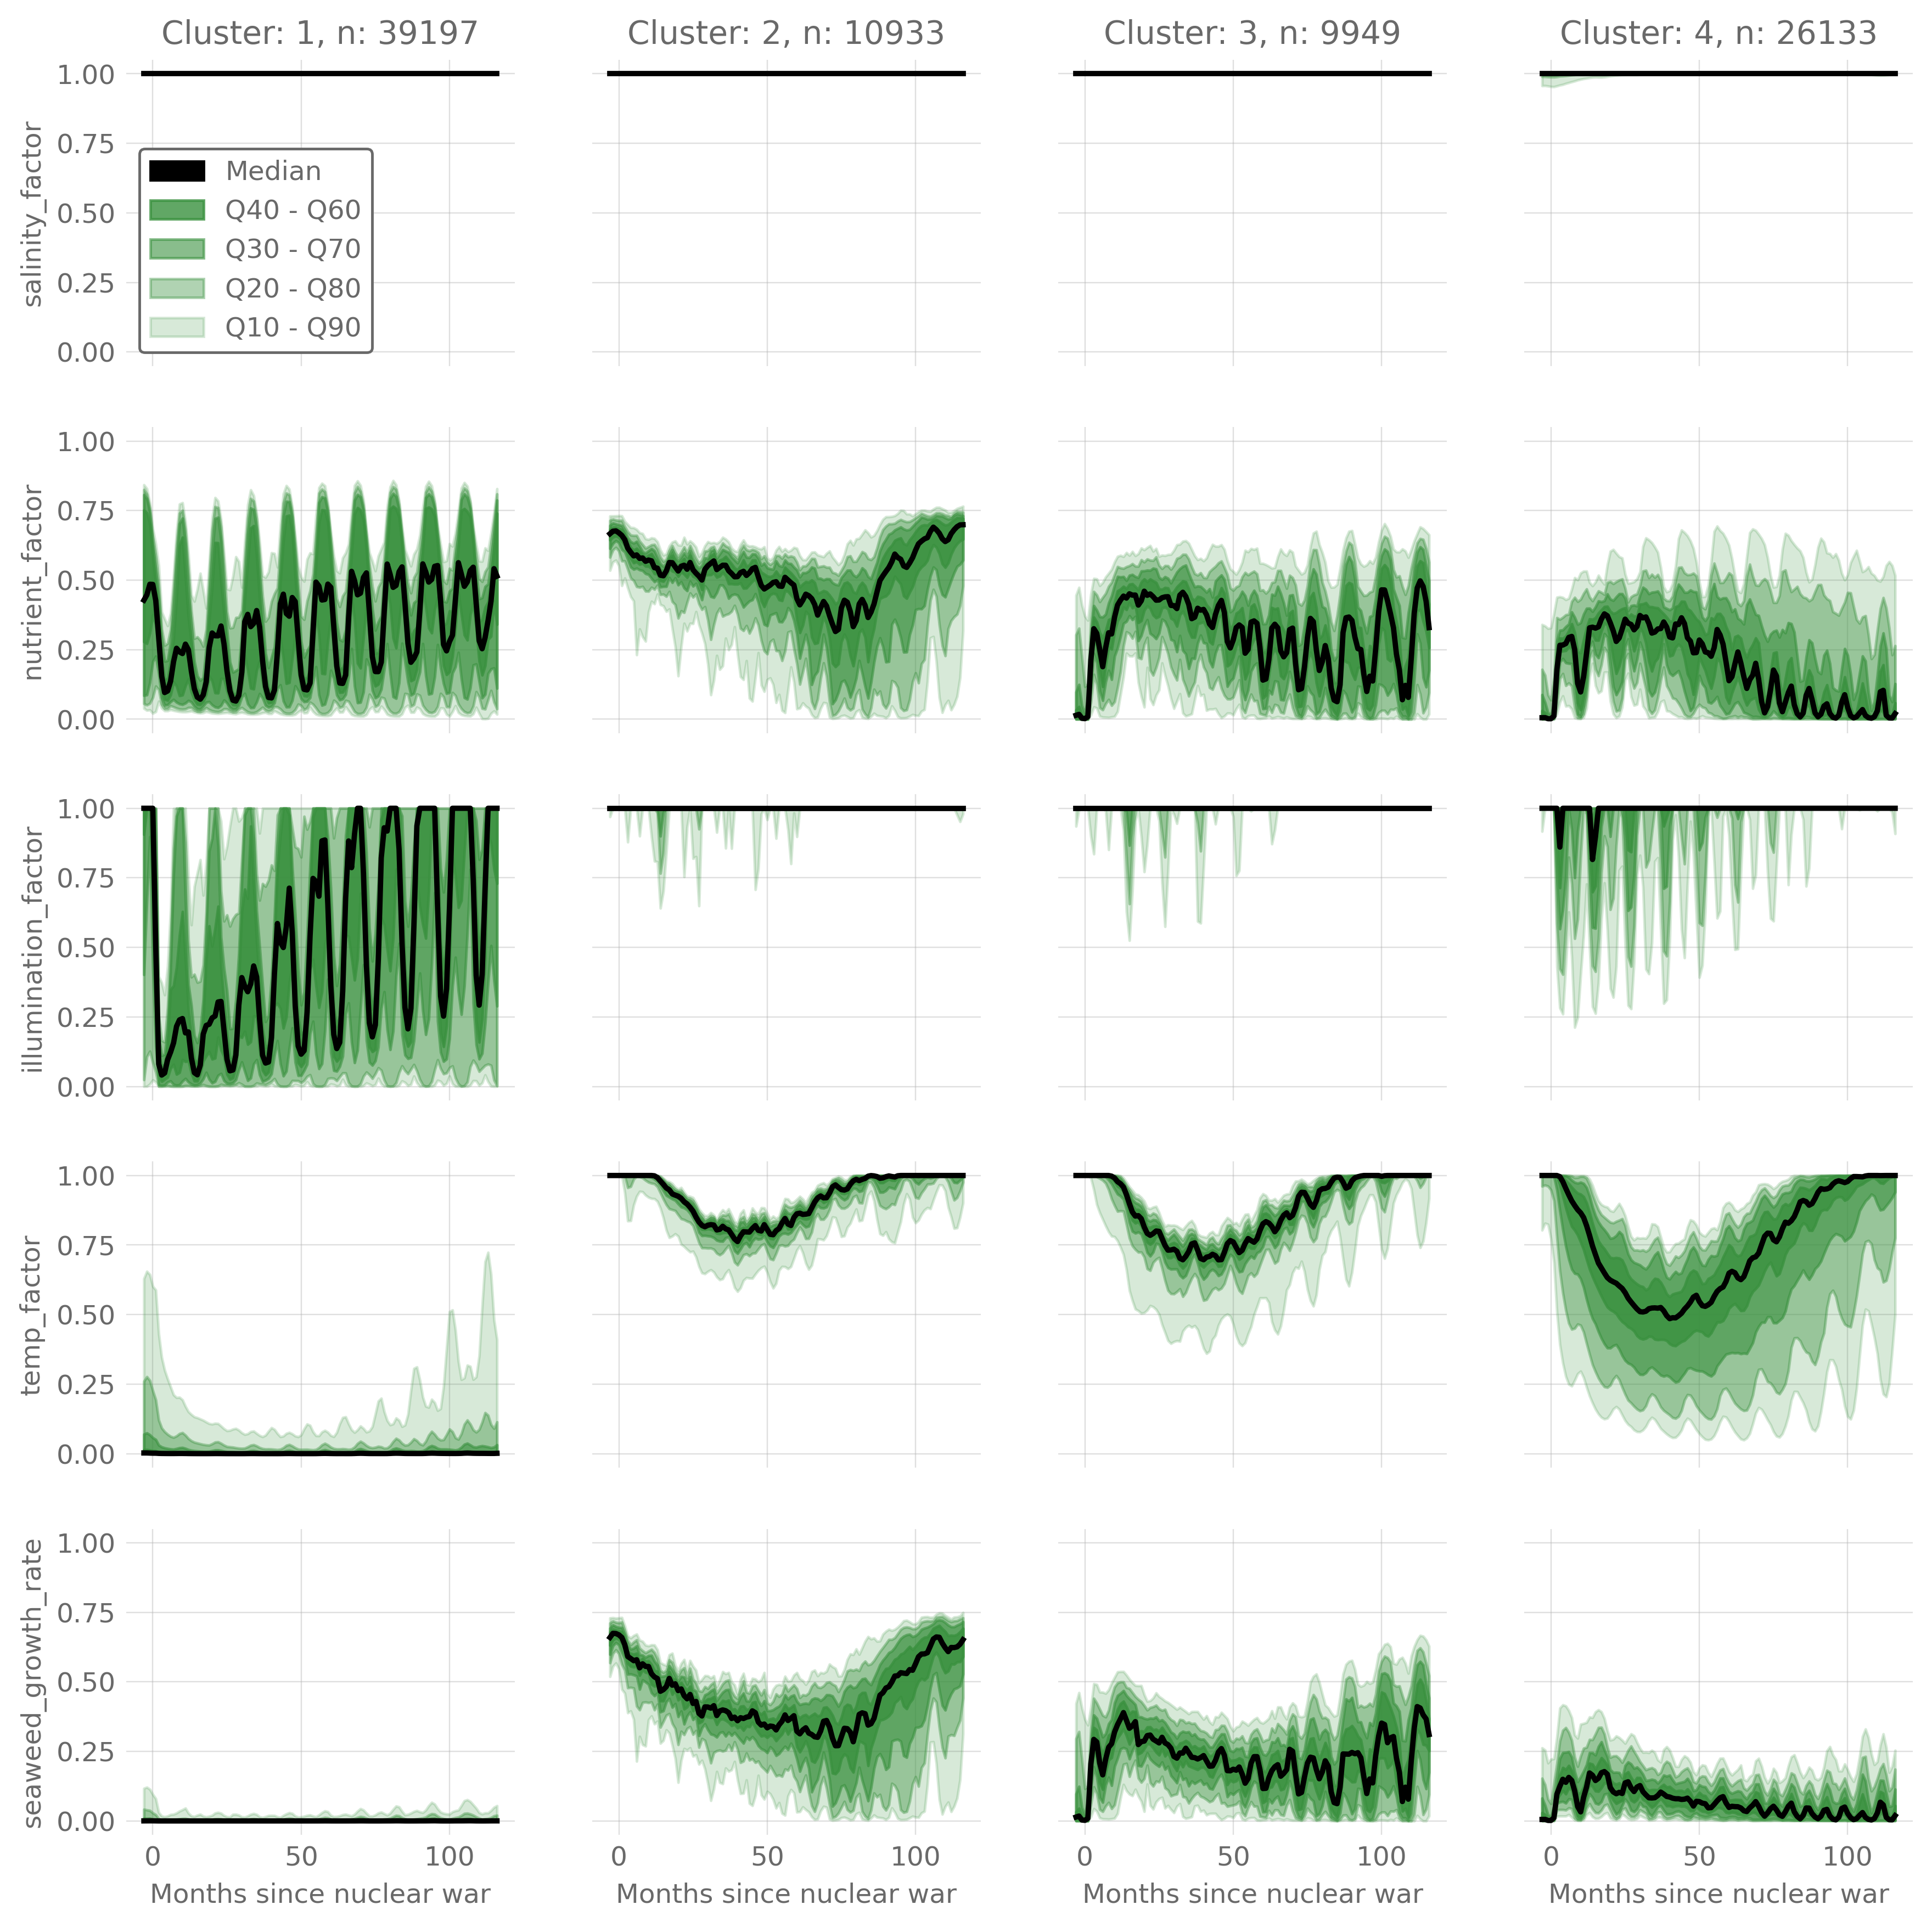 Cluster: 1, n: 39197
Cluster: 2, n: 10933
Cluster: 3, n: 9949
Cluster: 4, n: 26133
salinity_factor
1.00
0.75
0.50
0.25
0.00
Median
Q40 - Q60
Q30 - Q70
Q20 - Q80
Q10 - Q90
nutrient_factor
1.00
0.75
0.50
0.25
0.00
illumination_factor
1.00
0.75
0.50
0.25
0.00
temp_factor
1.00
0.75
0.50
0.25
0.00
seaweed_growth_rate
1.00
0.75
0.50
0.25
0.00
0 50 100
0 50 100
0 50 100
0 50 100
Months since nuclear war
Months since nuclear war
Months since nuclear war
Months since nuclear war